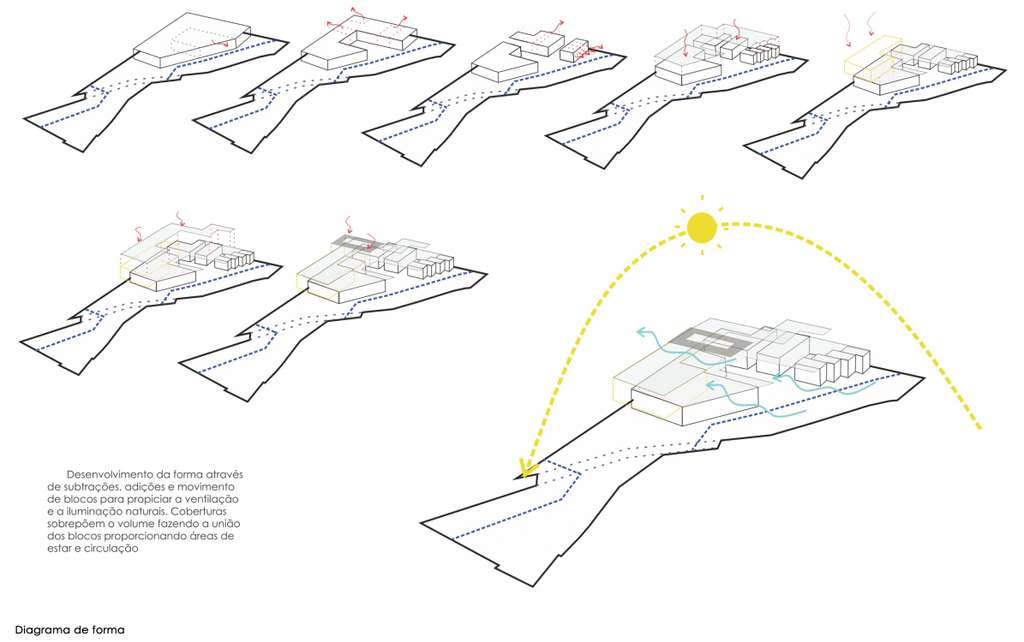 Desenvolvimento da forma através
de subtrações, adições e movimento
de blocos para propiciar a ventilação
e a iluminação naturais. Coberturas
sobrepõem o volume fazendo a união
dos blocos proporcionando áreas de
estar e circulação
Diagrama de forma